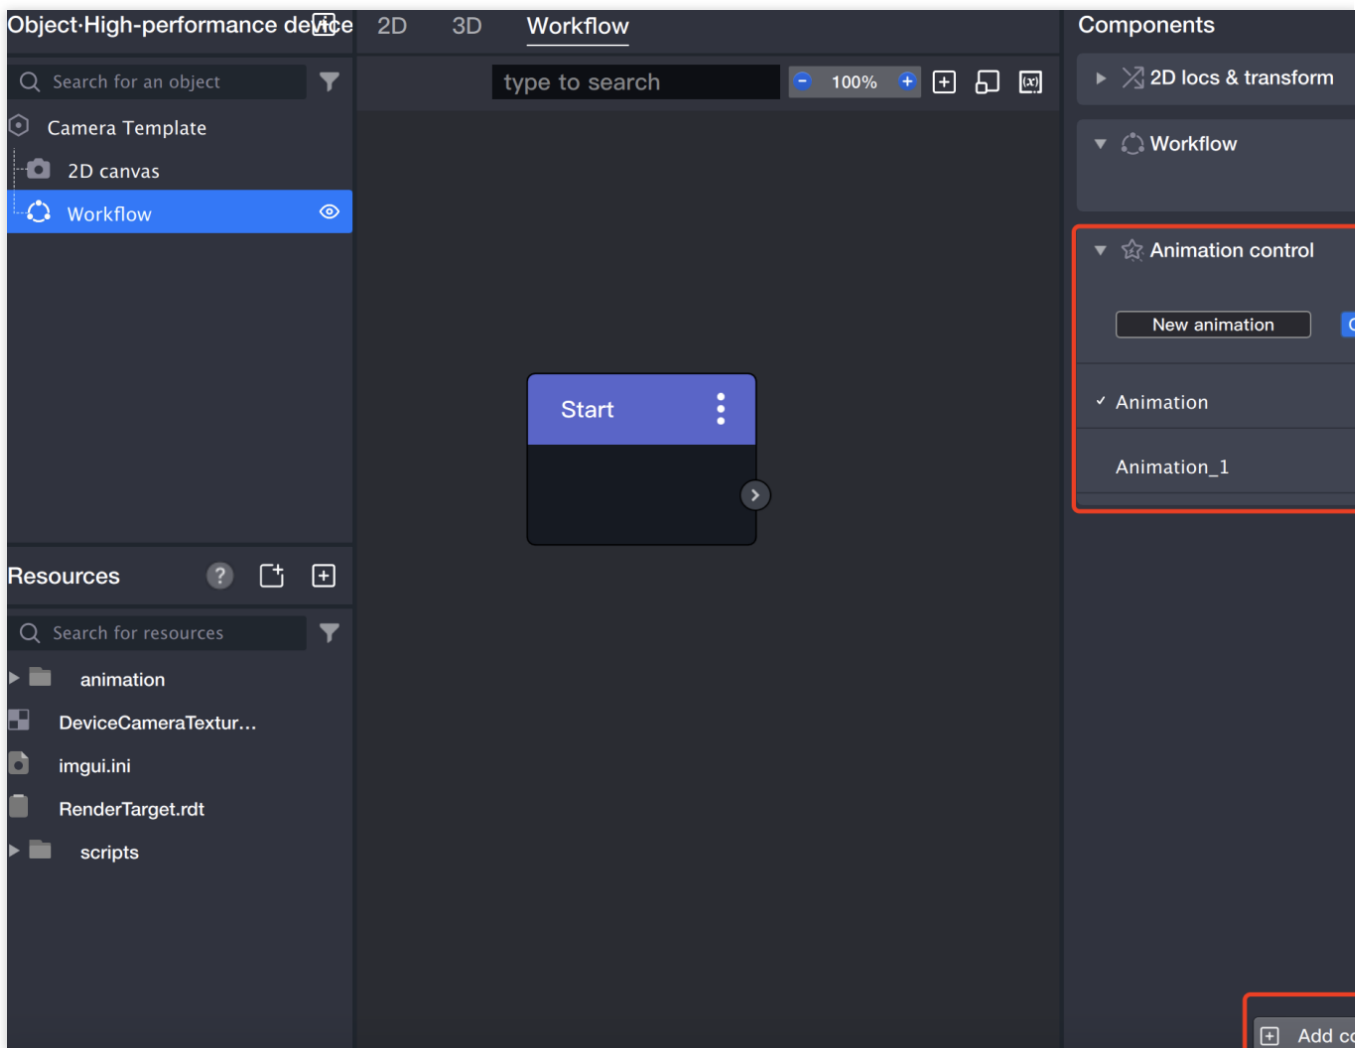 Object·High-performance device
2D
3D
Workflow
Components
Search for an object
type to search
100%
2D locs & transform
Camera Template
Workflow
2D canvas
Workflow
Animation control
New animation
Animation
Start
Animation_1
Resources
Search for resources
animation
DeviceCameraTextur...
imgui.ini
RenderTarget.rdt
scripts
Add